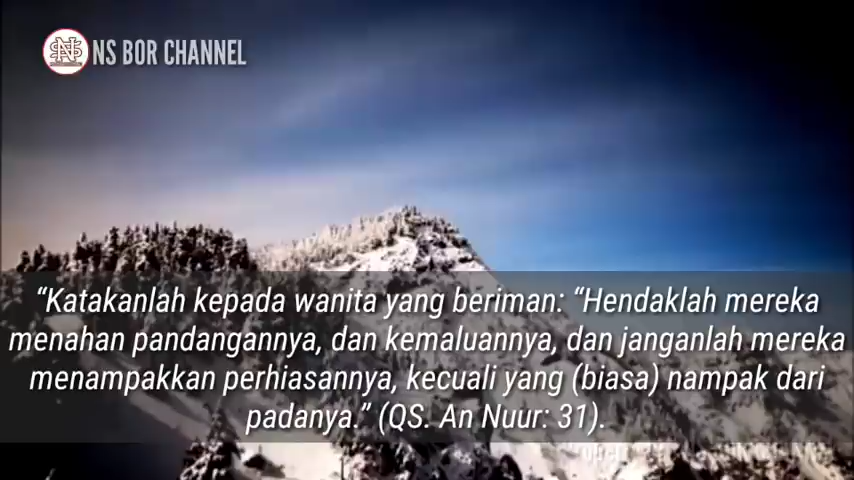 NS BOR CHANNEL
“Katakanlah kepada wanita yang beriman: “Hendaklah mereka
menahan pandangannya, dan kemaluannya, dan janganlah mereka
menampakkan perhiasannya, kecuali yang (biasa) nampak dari
padanya.” (QS. An Nuur: 31).